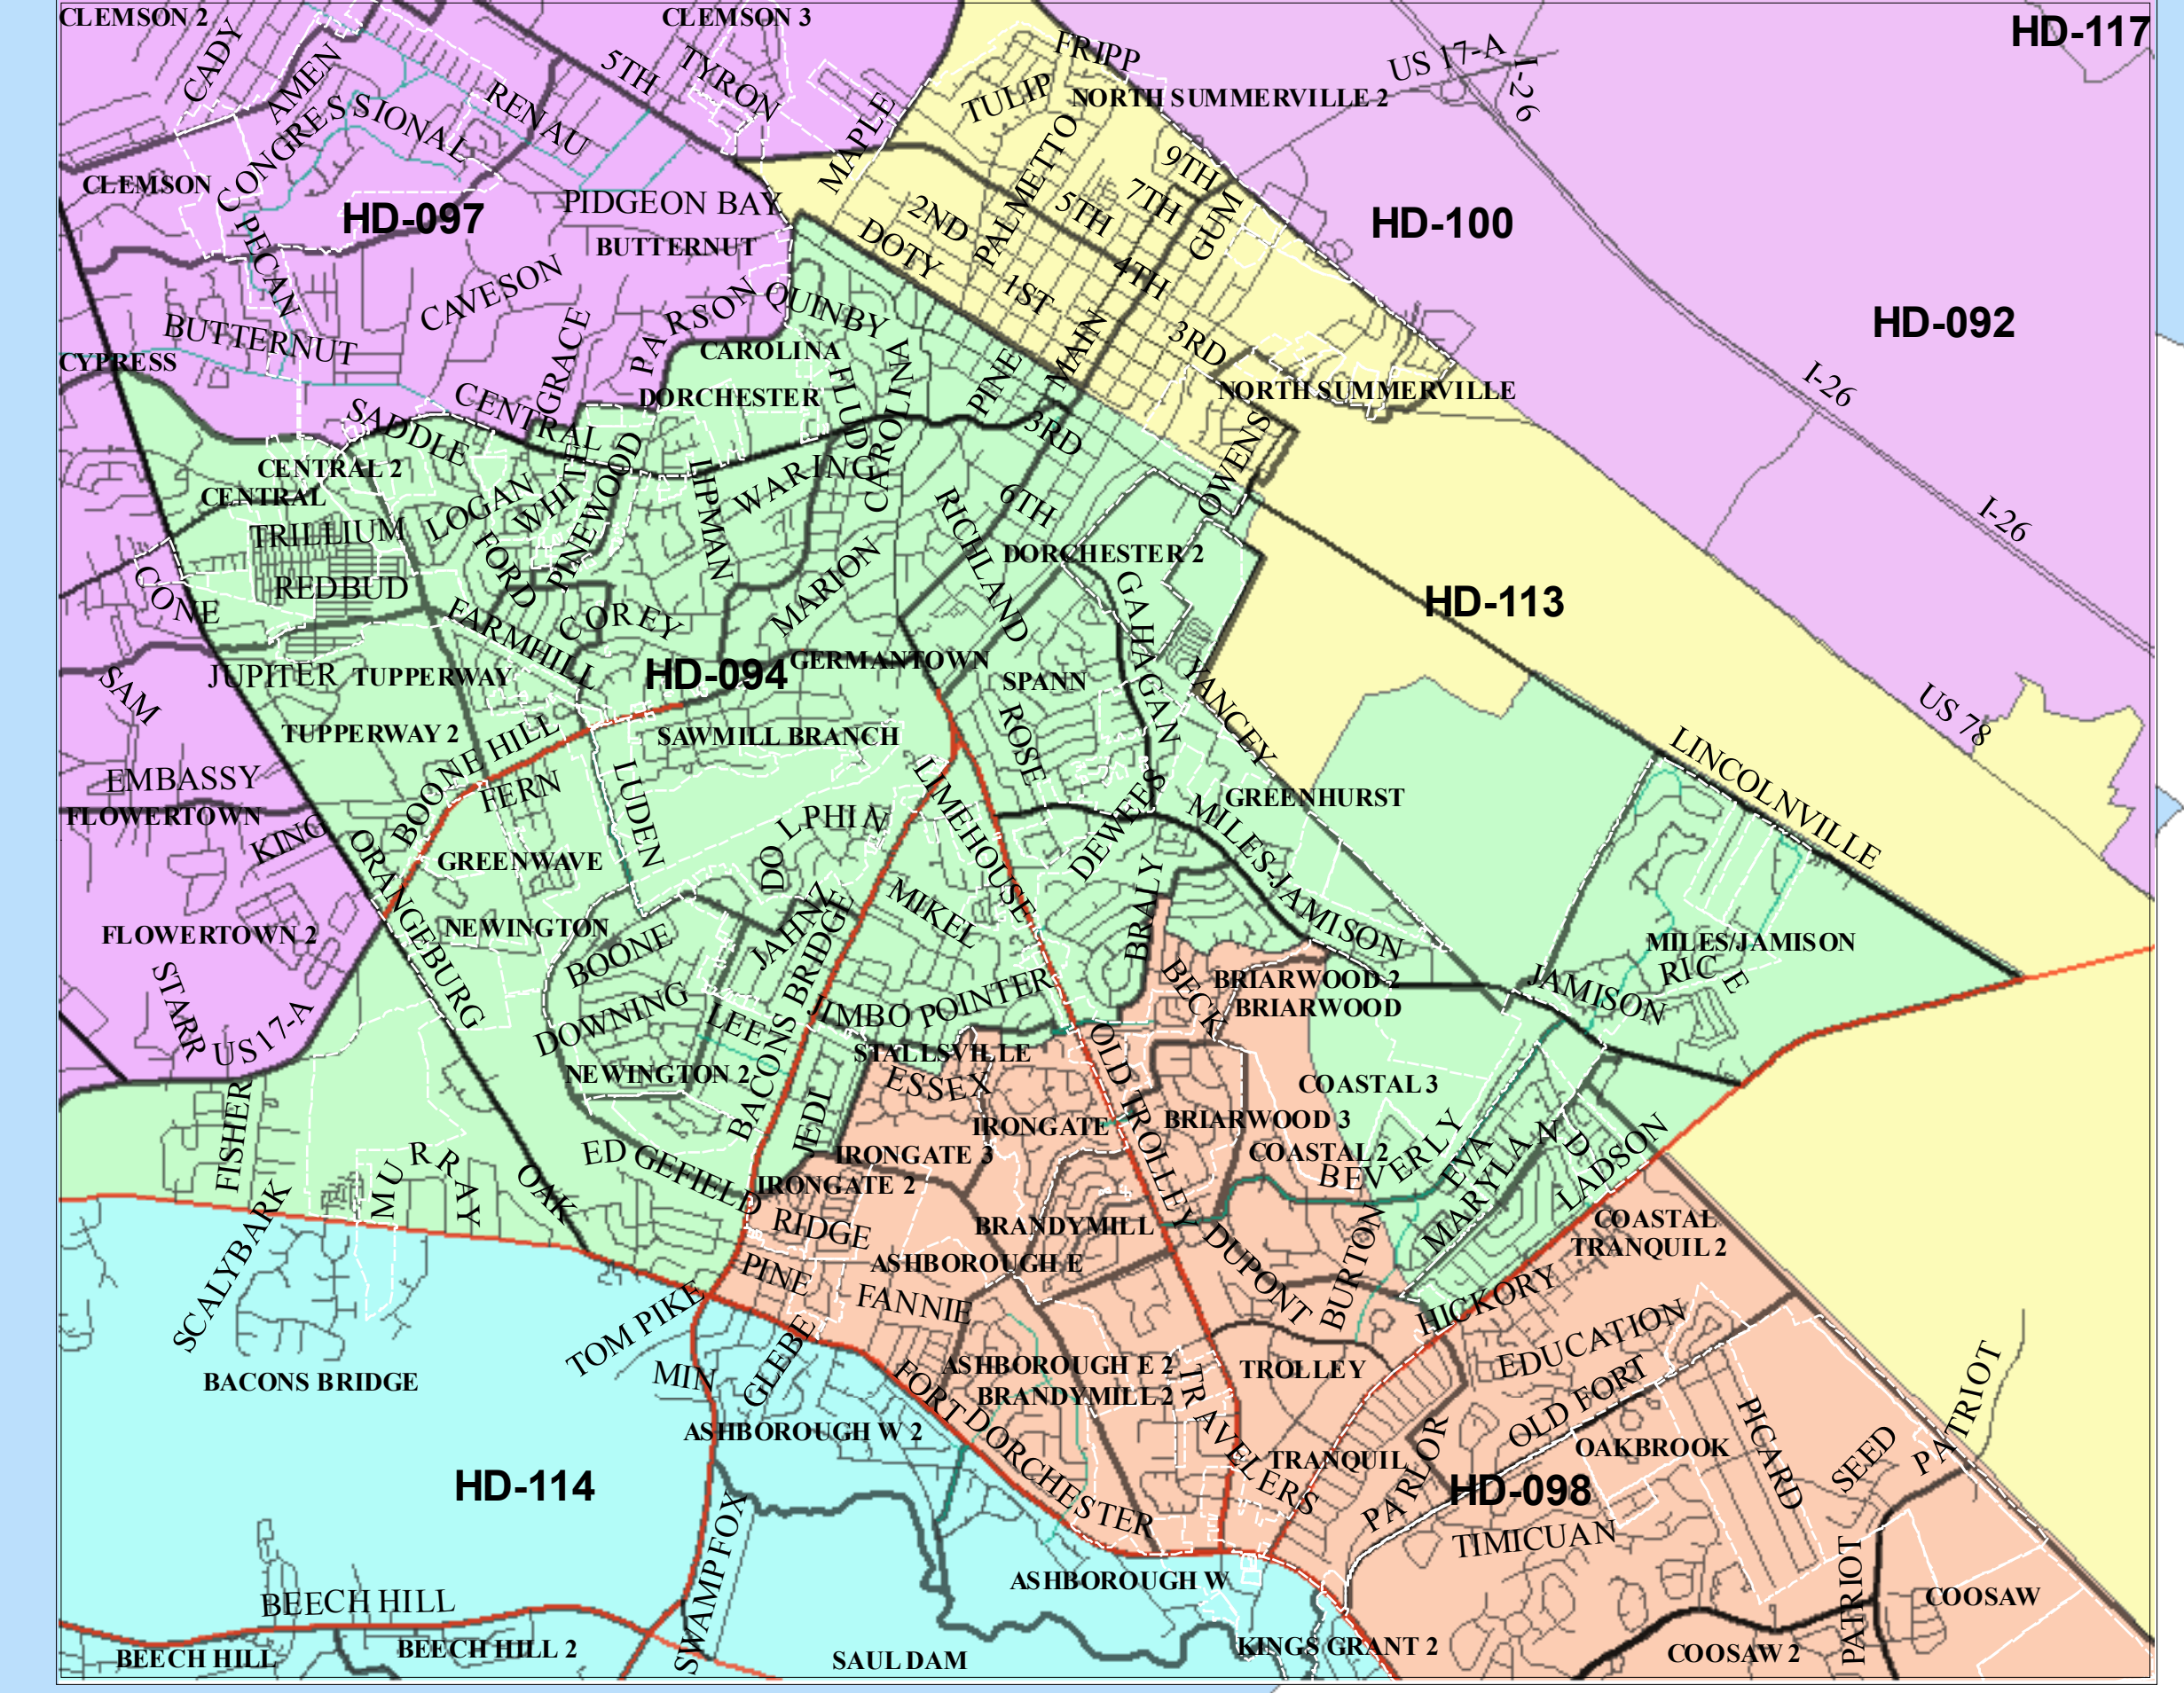 CLEMSON 2
CLEMSON 3
HD-117
CADY
AMEN
5TH
TYRON
FRIPP
US 17-A
I-26
CONGRESSIONAL
RENAU
MAPLE
TULIP
NORTH SUMMERVILLE 2
CLEMSON
HD-097
PIDGEON BAY
BUTTERNUT
PALMETTO
9TH
7TH
5TH
2ND
GUM
HD-100
PECAN
DOTY
4TH
1ST
CAVESON
PARSON
QUINBY
MAIN
3RD
HD-092
BUTTERNUT
GRACE
CYPRESS
CAROLINA
PINE
I-26
DORCHESTER
FLUD
CAROLINA
NORTH SUMMERVILLE
SADDLE
CENTRAL
3RD
OWENS
CENTRAL 2
CENTRAL
LOGAN
WHITE
PINEWOOD
LIPMAN
WARING
RICHLAND
6TH
I-26
TRILLIUM
FORD
DORCHESTER 2
REDBUD
CONE
FARMHILL
COREY
MARION
GAHAGAN
HD-113
JUPITER
TUPPERWAY
HD-094
GERMANTOWN
SPANN
YANCEY
SAM
TUPPERWAY 2
BOONE HILL
SAWMILL BRANCH
ROSE
US 78
LINCOLNVILLE
EMBASSY
FERN
LUDEN
LIMEHOUSE
DEWEES
GREENHURST
FLOWERTOWN
KING
ORANGEBURG
GREENWAVE
DOLPHIN
MILES-JAMISON
FLOWERTOWN 2
NEWINGTON
BOONE
JAHNZ
BACONS BRIDGE
MIKEL
BRALY
MILES/JAMISON
STARR
US17-A
DOWNING
LEE
JIMBO POINTER
BECK
BRIARWOOD 2
BRIARWOOD
JAMISON
RICE
NEWINGTON 2
STALLSVILLE
ESSEX
OLD TROLLEY
COASTAL 3
FISHER
JEDI
IRONGATE
BRIARWOOD 3
COASTAL 2
BEVERLY
EVA
MARYLAND
LADSON
MURRAY
OAK
EDGEFIELD
IRONGATE 3
IRONGATE 2
SCALYBARK
RIDGE
BRANDYMILL
COASTAL
TRANQUIL 2
PINE
ASHBOROUGH E
DUPONT
BURTON
TOM PIKE
FANNIE
HICKORY
EDUCATION
BACONS BRIDGE
MIN
GLEBE
FORT DORCHESTER
ASHBOROUGH E 2
BRANDYMILL 2
TRAVELERS
TROLLEY
OLD FORT
PATRIOT
ASHBOROUGH W 2
TRANQUIL
PARLOR
OAKBROOK
PICARD
SEED
HD-114
HD-098
SWAMPFOX
TIMICUAN
PATRIOT
BEECH HILL
ASHBOROUGH W
COOSAW
BEECH HILL
BEECH HILL 2
SAUL DAM
KINGS GRANT 2
COOSAW 2